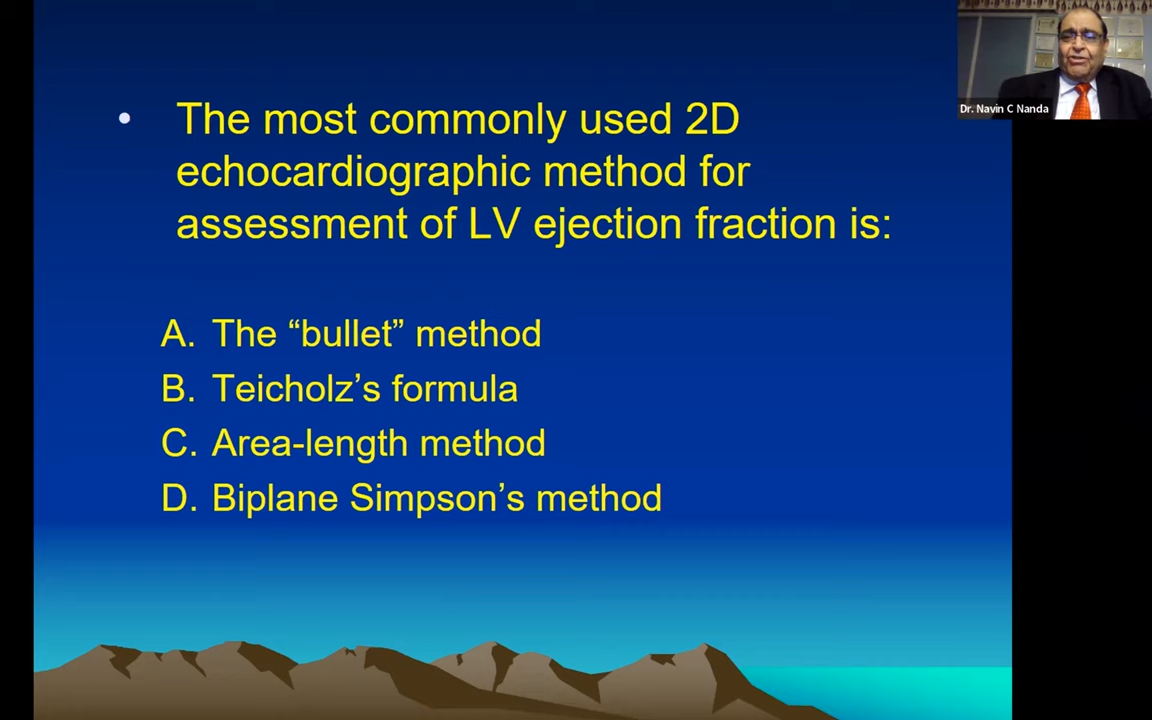 Dr. Navin C Nanda
• The most commonly used 2D
echocardiographic method for
assessment of LV ejection fraction is:
A. The “bullet” method
B. Teicholz’s formula
C. Area-length method
D. Biplane Simpson’s method